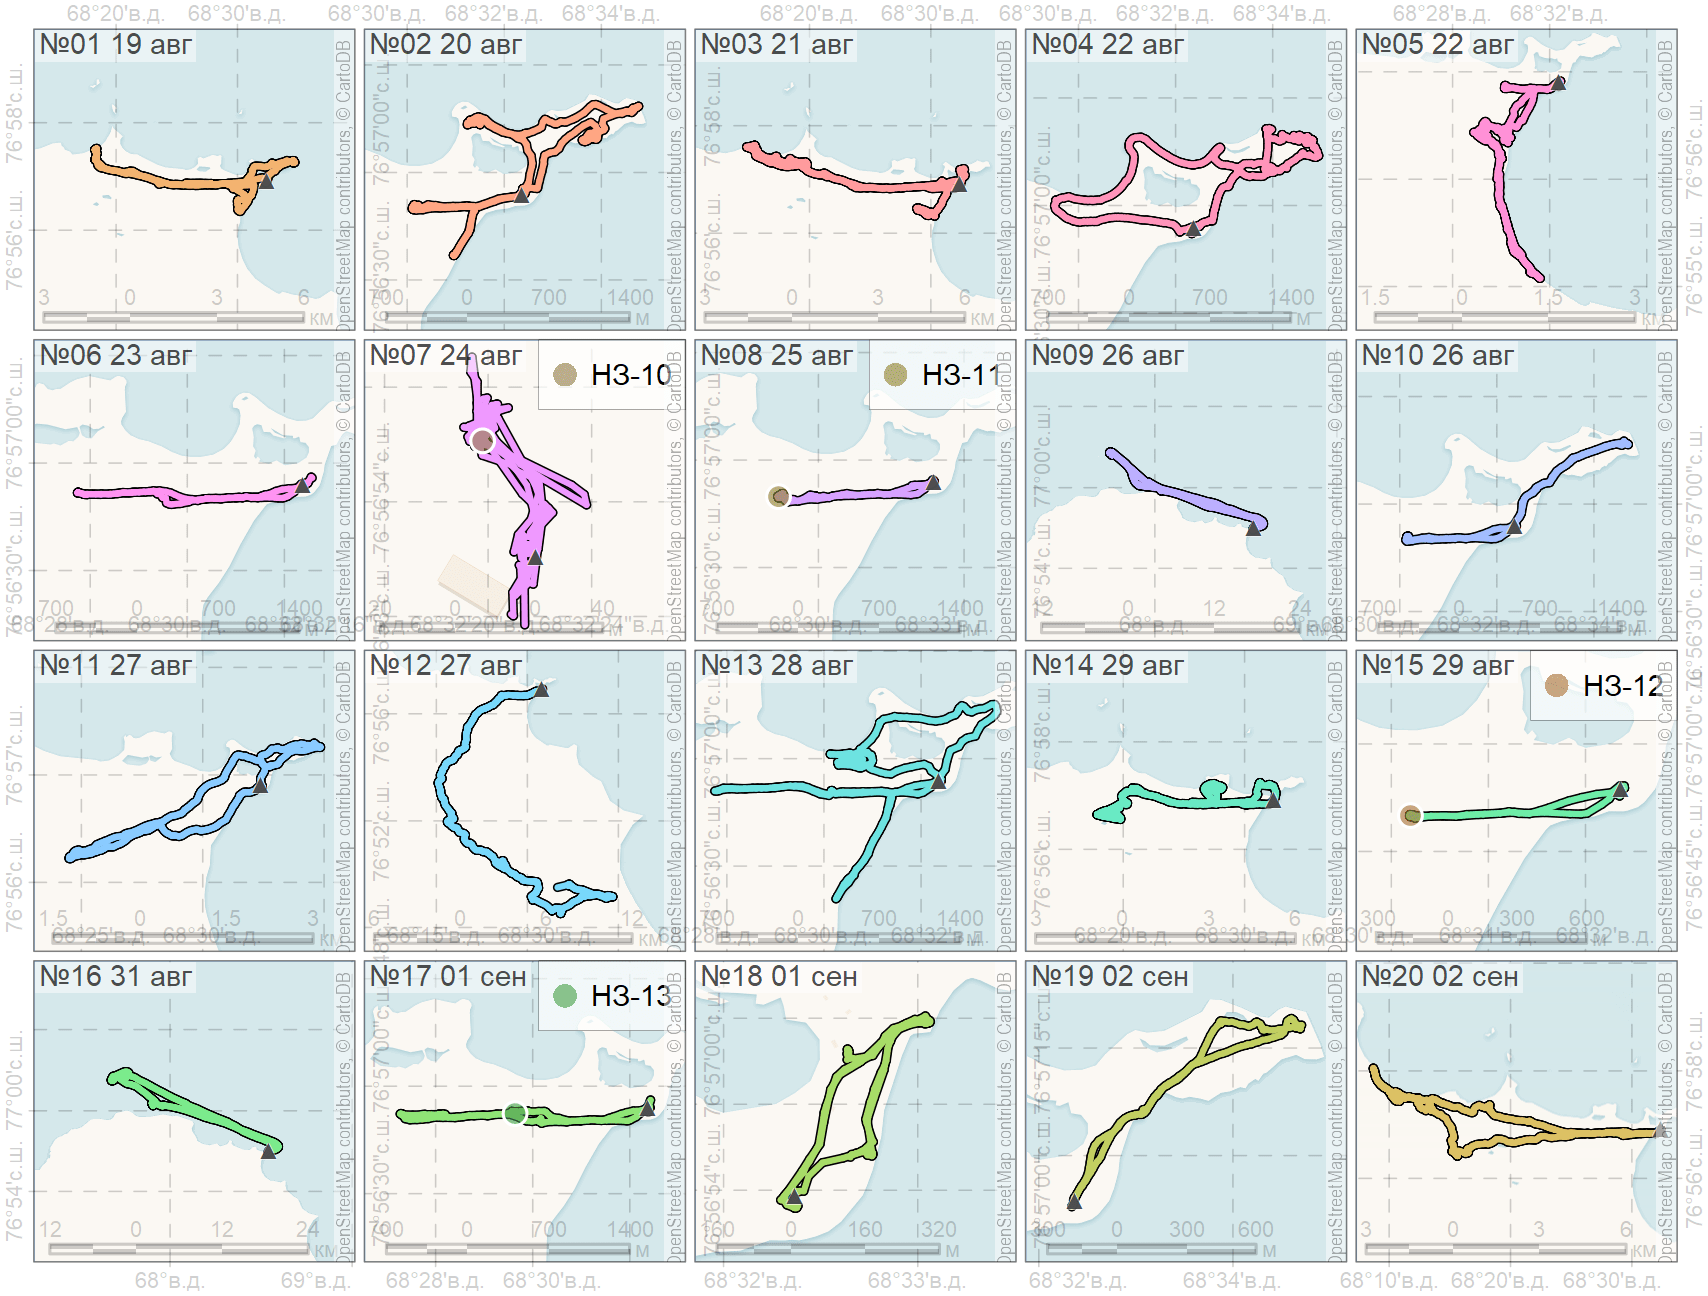 68°20'в.д. 68°30'в.д. 68°30'в.д. 68°32'в.д. 68°34'в.д. 68°20'в.д. 68°30'в.д. 68°30'в.д. 68°32'в.д. 68°34'в.д. 68°28'в.д. 68°32'в.д.
№01 19 авг
№02 20 авг
№03 21 авг
№04 22 авг
№05 22 авг
76°58'с.ш.
76°56'с.ш.
76°57'00"с.ш.
76°56'30"с.ш.
76°58'с.ш.
76°56'с.ш.
76°57'00"с.ш.
76°56'с.ш.
76°55'с.ш.
3 0 3 6 км
700 0 700 1400 м
3 0 3 6 км
700 0 700 1400 м
1.5 0 1.5 3 км
OpenStreetMap contributors, © CartoDB
OpenStreetMap contributors, © CartoDB
OpenStreetMap contributors, © CartoDB
OpenStreetMap contributors, © CartoDB
OpenStreetMap contributors, © CartoDB
№06 23 авг
№07 24 авг
НЗ-10
№08 25 авг
НЗ-11
№09 26 авг
№10 26 авг
76°57'00"с.ш.
76°56'30"с.ш.
76°56'54"с.ш.
76°57'00"с.ш.
76°56'30"с.ш.
77°00'с.ш.
76°54'с.ш.
76°57'00"с.ш.
700 0 700 1400 м
0 40
700 0 700 1400 м
12 0 12 24 км
700 0 700 1400 м
68°30'в.д. 68°32'20"в.д. 68°32'24"в.д. 68°30'в.д. 68°33'в.д. 68°в.д. 68°30'в.д. 68°32'в.д. 68°34'в.д.
OpenStreetMap contributors, © CartoDB
OpenStreetMap contributors, © CartoDB
OpenStreetMap contributors, © CartoDB
OpenStreetMap contributors, © CartoDB
OpenStreetMap contributors, © CartoDB
№11 27 авг
№12 27 авг
№13 28 авг
№14 29 авг
№15 29 авг
НЗ-12
76°57'с.ш.
76°56'с.ш.
76°56'с.ш.
76°52'с.ш.
76°57'00"с.ш.
76°56'30"с.ш.
76°58'с.ш.
76°56'с.ш.
76°57'00"с.ш.
76°56'45"с.ш.
1.5 0 1.5 3 км
6 0 6 12 км
700 0 700 1400 м
3 0 3 6 км
300 0 300 600 м
68°25'в.д. 68°30'в.д. 68°15'в.д. 68°30'в.д. 68°28'в.д. 68°30'в.д. 68°32'в.д. 68°20'в.д. 68°30'в.д. 68°30'в.д. 68°31'в.д. 68°32'в.д.
OpenStreetMap contributors, © CartoDB
OpenStreetMap contributors, © CartoDB
OpenStreetMap contributors, © CartoDB
OpenStreetMap contributors, © CartoDB
OpenStreetMap contributors, © CartoDB
№16 31 авг
№17 01 сен
НЗ-13
№18 01 сен
№19 02 сен
№20 02 сен
77°00'с.ш.
76°54'с.ш.
76°57'00"с.ш.
76°56'30"с.ш.
76°57'00"с.ш.
76°56'54"с.ш.
76°57'15"с.ш.
76°57'00"с.ш.
76°58'с.ш.
76°56'с.ш.
12 0 12 24 км
700 0 700 1400 м
160 0 160 320 м
300 0 300 600 м
3 0 3 6 км
OpenStreetMap contributors, © CartoDB
OpenStreetMap contributors, © CartoDB
OpenStreetMap contributors, © CartoDB
OpenStreetMap contributors, © CartoDB
OpenStreetMap contributors, © CartoDB
68°в.д. 69°в.д. 68°28'в.д. 68°30'в.д. 68°32'в.д. 68°33'в.д. 68°32'в.д. 68°34'в.д. 68°10'в.д. 68°20'в.д. 68°30'в.д.